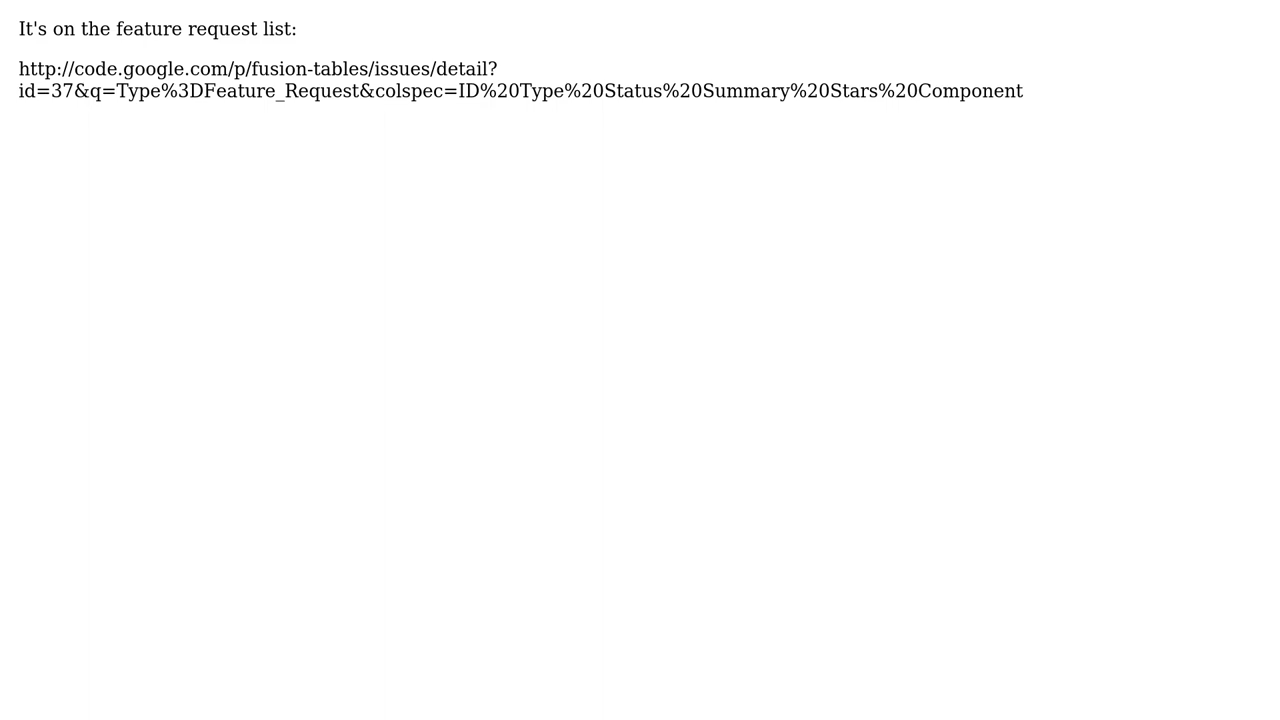 It's on the feature request list:
http://code.google.com/p/fusion-tables/issues/detail?
id=37&q=Type%3DFeature_Request&colspec=ID%20Type%20Status%20Summary%20Stars%20Component